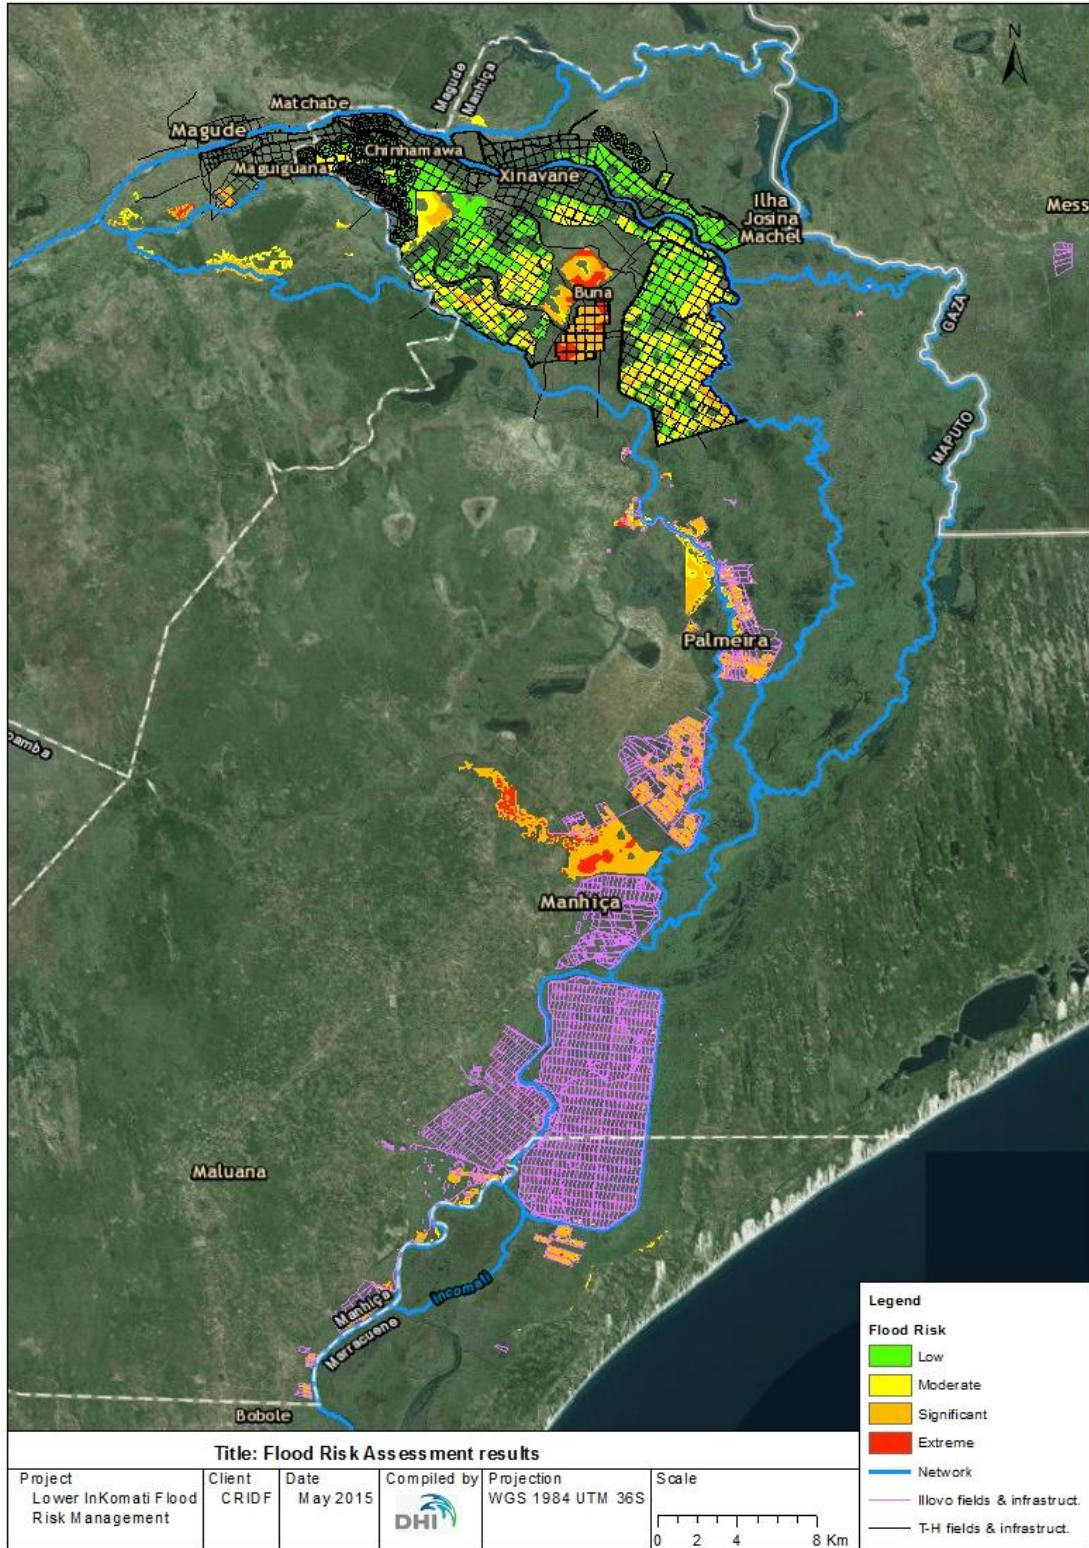 N
Magude
Manhiça
Matchabe
Magude
Chinhamawa
Maguiguana
Xinavane
Ilha
Josina
Machel
Mess
Buna
GAZA
MAPUTO
Palmeira
oamba
Manhiça
Maluana
Incomati
Manhiça
Marracuene
Bobole
Legend
Flood Risk
Low
Moderate
Significant
Extreme
Network
Illovo fields & infrastruct.
T-H fields & infrastruct.
Title: Flood Risk Assessment results
Project
Lower InKomati Flood
Risk Management
Client
CRIDF
Date
May 2015
Compiled by
DHI
Projection
WGS 1984 UTM 36S
Scale
0 2 4 8 Km